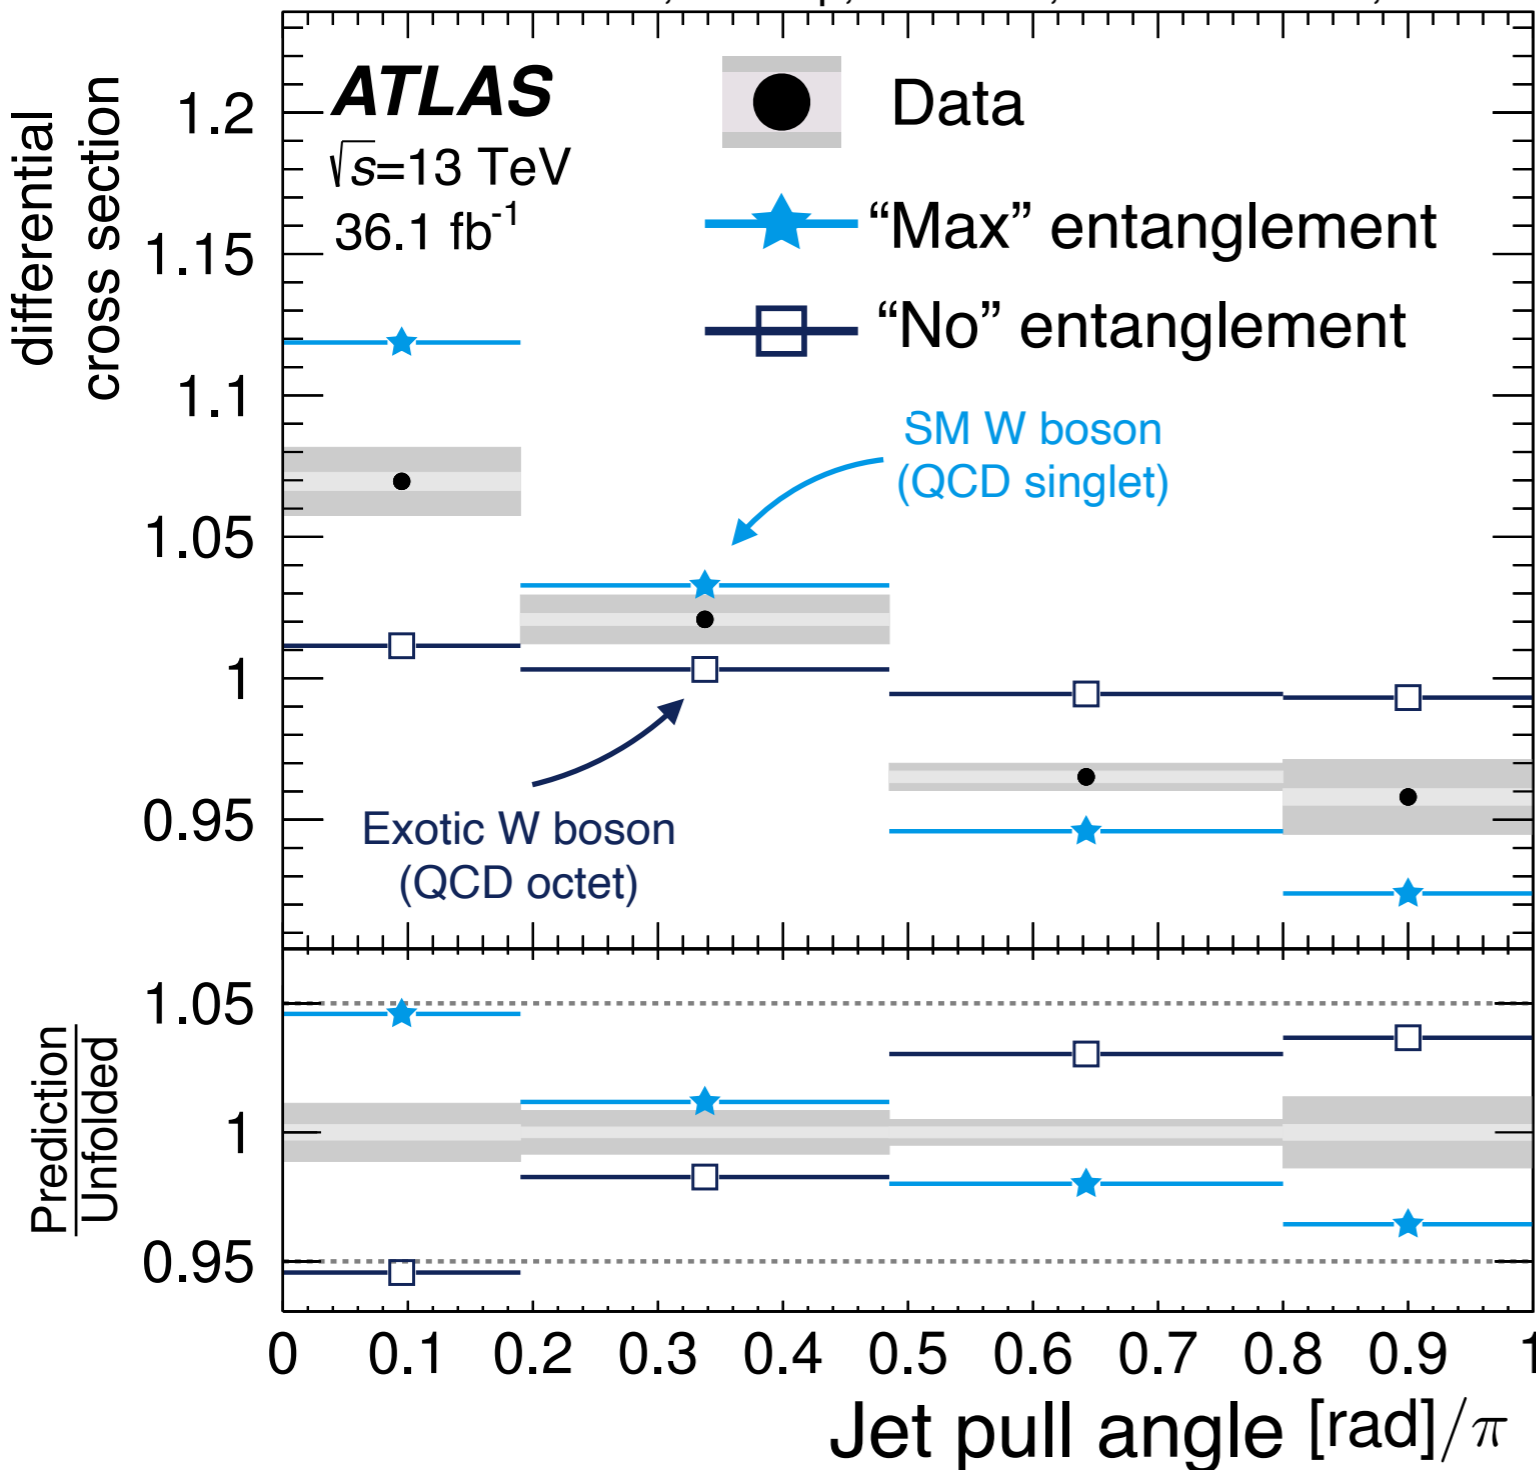 ATLAS
√s=13 TeV
36.1 fb-1
Data
“Max” entanglement
“No” entanglement
differential
cross section
1.2
1.15
1.1
1.05
1
0.95
SM W boson
(QCD singlet)
Exotic W boson
(QCD octet)
Prediction
Unfolded
1.05
1
0.95
0 0.1 0.2 0.3 0.4 0.5 0.6 0.7 0.8 0.9 1
Jet pull angle [rad]/π